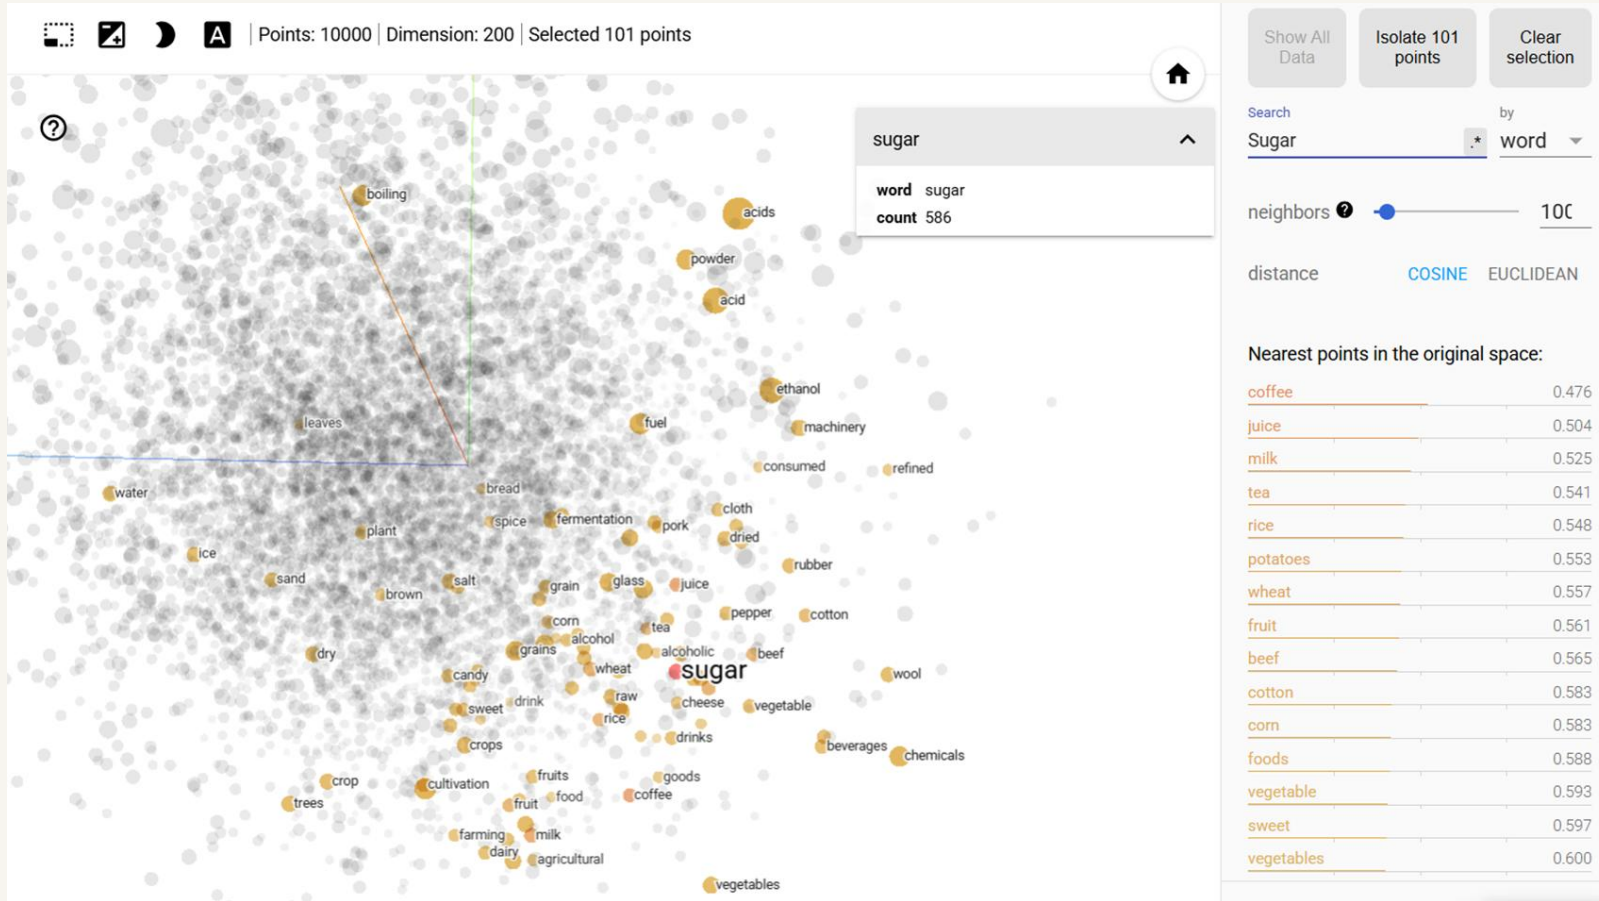 A
Points: 10000 | Dimension: 200 | Selected 101 points
Show All Data
Isolate 101 points
Clear selection
Search
Sugar
.*
by
word
neighbors ?
100
distance
COSINE
EUCLIDEAN
Nearest points in the original space:
coffee 0.476
juice 0.504
milk 0.525
tea 0.541
rice 0.548
potatoes 0.553
wheat 0.557
fruit 0.561
beef 0.565
cotton 0.583
corn 0.583
foods 0.588
vegetable 0.593
sweet 0.597
vegetables 0.600
?
sugar
word sugar
count 586
boiling
acids
powder
acid
ethanol
leaves
fuel
machinery
consumed
refined
water
bread
cloth
spice
fermentation
pork
plant
dried
ice
rubber
sand
salt
grain
glass
juice
brown
pepper
cotton
corn
tea
alcohol
dry
grains
alcoholic
beef
candy
wheat
sugar
wool
drink
raw
cheese
vegetable
sweet
rice
drinks
crops
beverages
chemicals
crop
cultivation
fruits
goods
trees
fruit
food
coffee
farming
milk
dairy
agricultural
vegetables